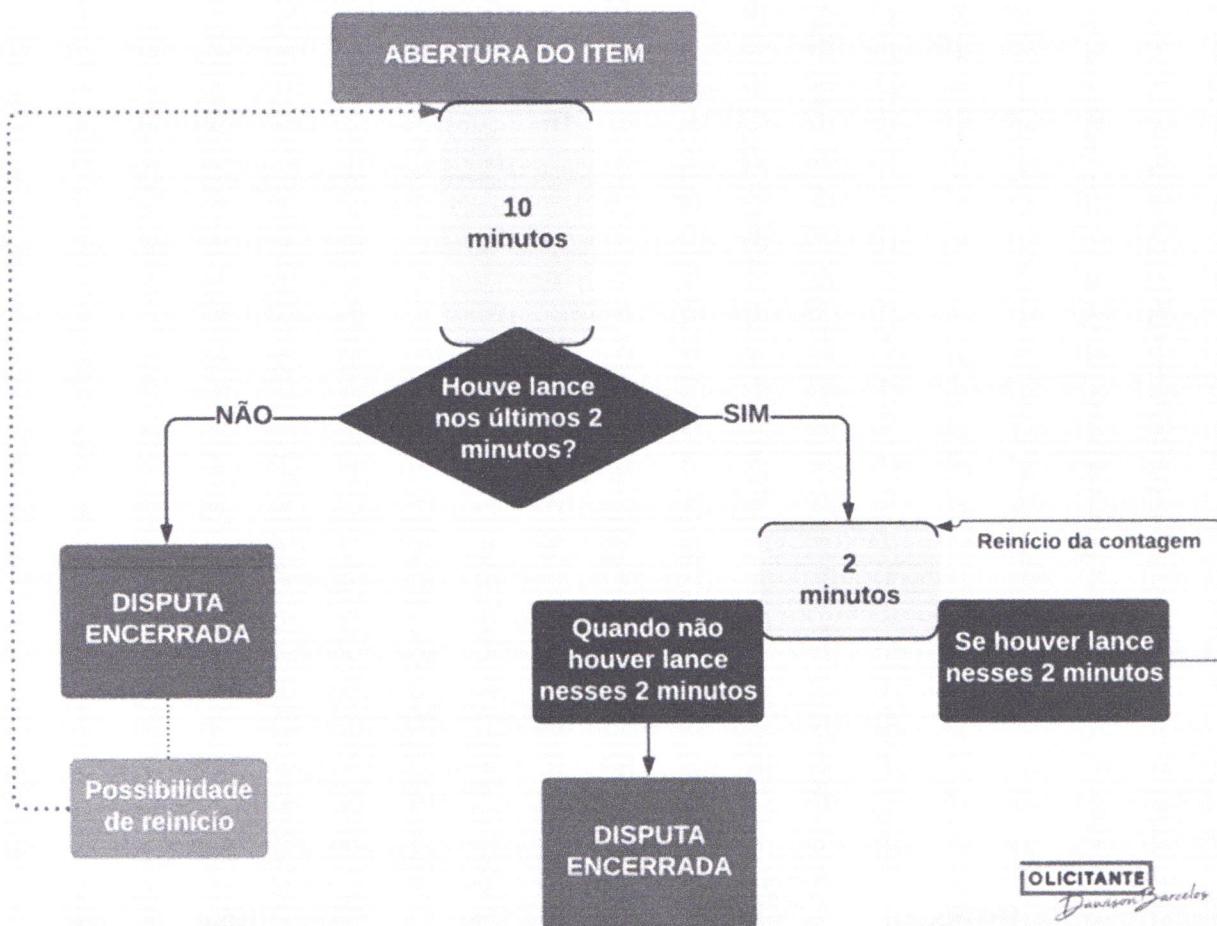 ABERTURA DO ITEM
10
minutos
Houve lance
nos últimos 2
minutos?
NÃO
SIM
Reinício da contagem
2
minutos
DISPUTA
ENCERRADA
Quando não
houver lance
nesses 2 minutos
Se houver lance
nesses 2 minutos
Possibilidade
de reinício
DISPUTA
ENCERRADA
OLICITANTE
Dawison Barcelos